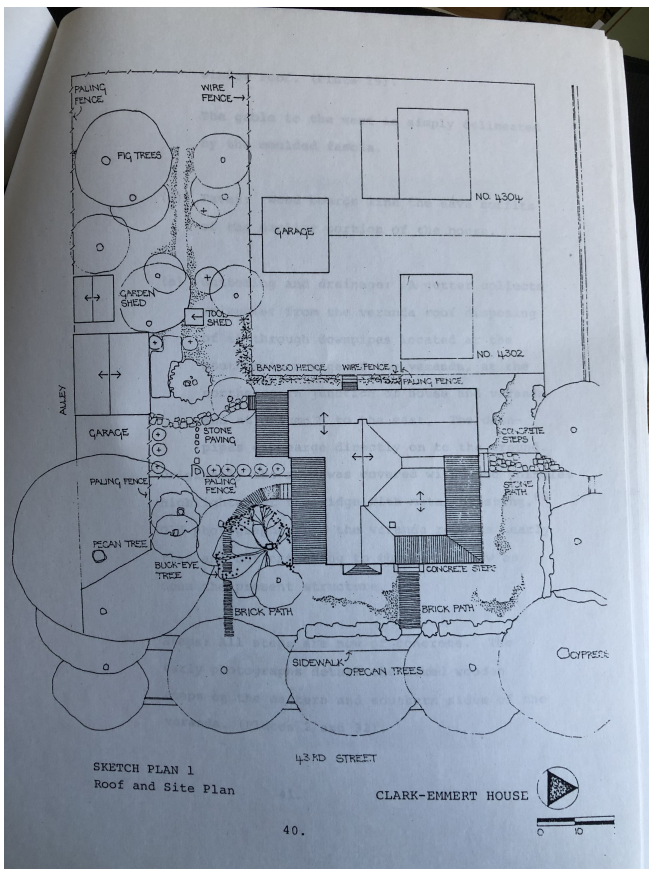 PALING
FENCE
WIRE
FENCE
FIG TREES
NO. 4304
GARAGE
GARDEN
SHED
TOOL
SHED
NO. 4302
BAMBOO HEDGE
WIRE FENCE
PALING FENCE
ALLEY
GARAGE
STONE
PAVING
CONCRETE
STEPS
PALING FENCE
PALING
FENCE
STONE
PATH
PECAN TREE
BUCK-EYE
TREE
CONCRETE STEPS
BRICK PATH
BRICK PATH
SIDEWALK
PECAN TREES
CYPRESS
43RD STREET
SKETCH PLAN 1
Roof and Site Plan
CLARK-EMMERT HOUSE
0 10
40.